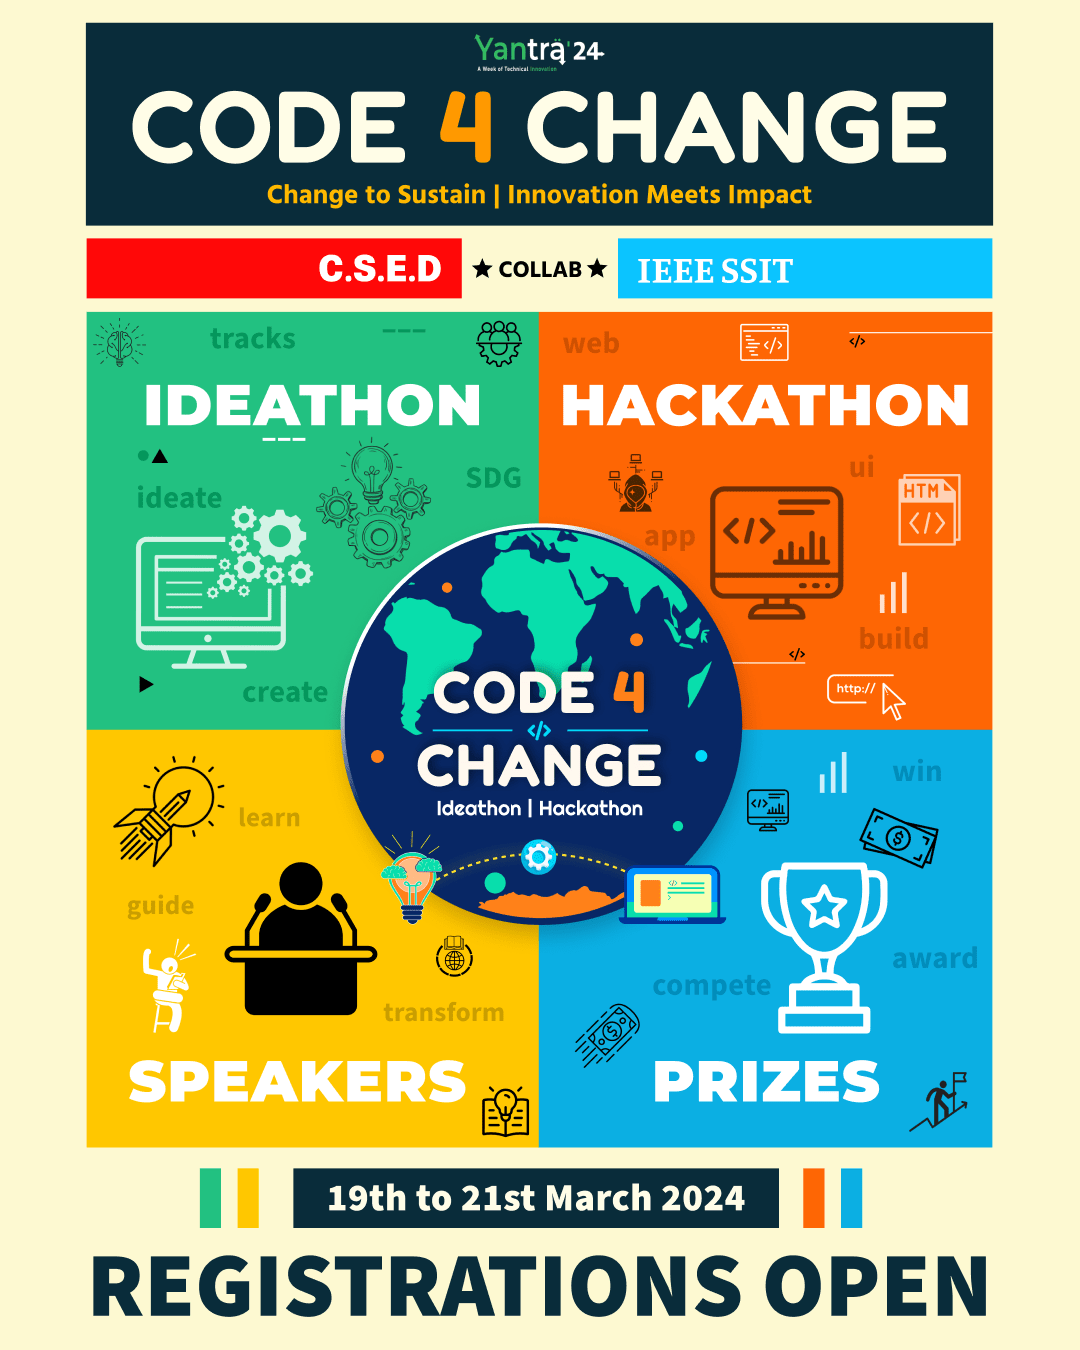 Yantra'24
A Week of Technical Innovation
CODE 4 CHANGE
Change to Sustain | Innovation Meets Impact
C.S.E.D
★ COLLAB ★
IEEE SSIT
tracks
IDEATHON
SDG
ideate
create
web
</>
</>
HACKATHON
ui
HTM
</>
app
</>
build
</>
http://
CODE 4
</>
CHANGE
Ideathon | Hackathon
</>
learn
guide
transform
SPEAKERS
win
</>
$
award
compete
$
PRIZES
19th to 21st March 2024
REGISTRATIONS OPEN